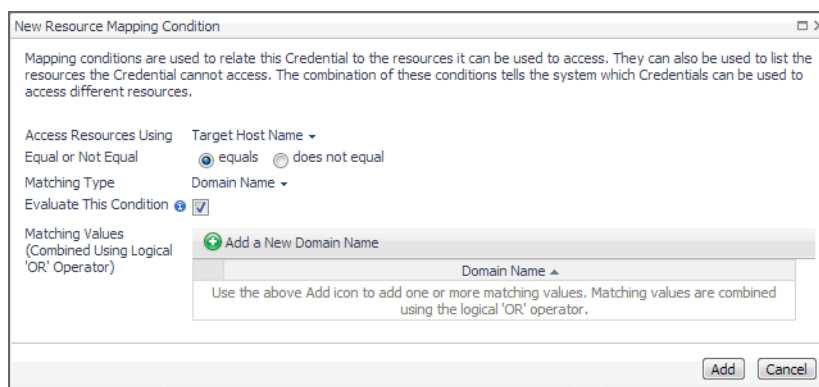 New Resource Mapping Condition
Mapping conditions are used to relate this Credential to the resources it can be used to access. They can also be used to list the
resources the Credential cannot access. The combination of these conditions tells the system which Credentials can be used to
access different resources.
Access Resources Using Target Host Name
Equal or Not Equal equals does not equal
Matching Type Domain Name
Evaluate This Condition
Matching Values
(Combined Using Logical
'OR' Operator)
Add a New Domain Name
Domain Name
Use the above Add icon to add one or more matching values. Matching values are combined
using the logical 'OR' operator.
Add Cancel